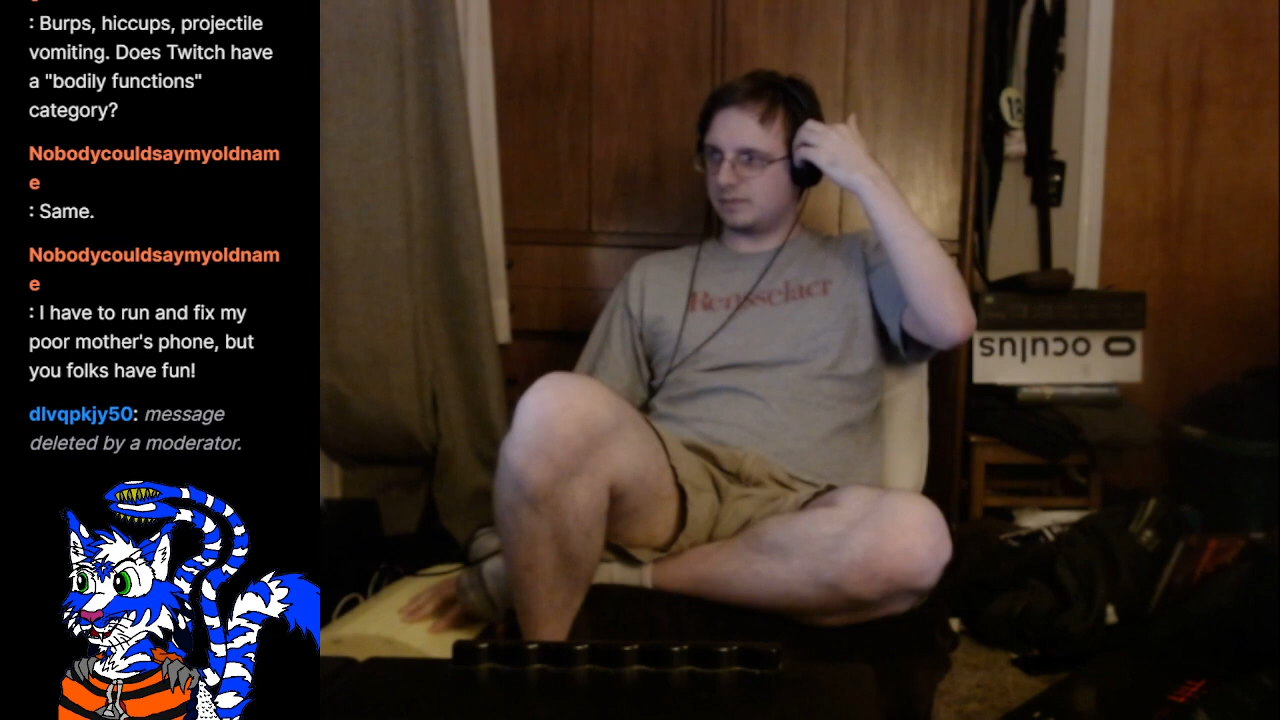 : Burps, hiccups, projectile
vomiting. Does Twitch have
a "bodily functions"
category?
Nobodycouldsaymyoldnam
e
: Same.
Nobodycouldsaymyoldnam
e
: I have to run and fix my
poor mother's phone, but
you folks have fun!
dlvqpkjy50: message
deleted by a moderator.
Rensselaer
18
oculus